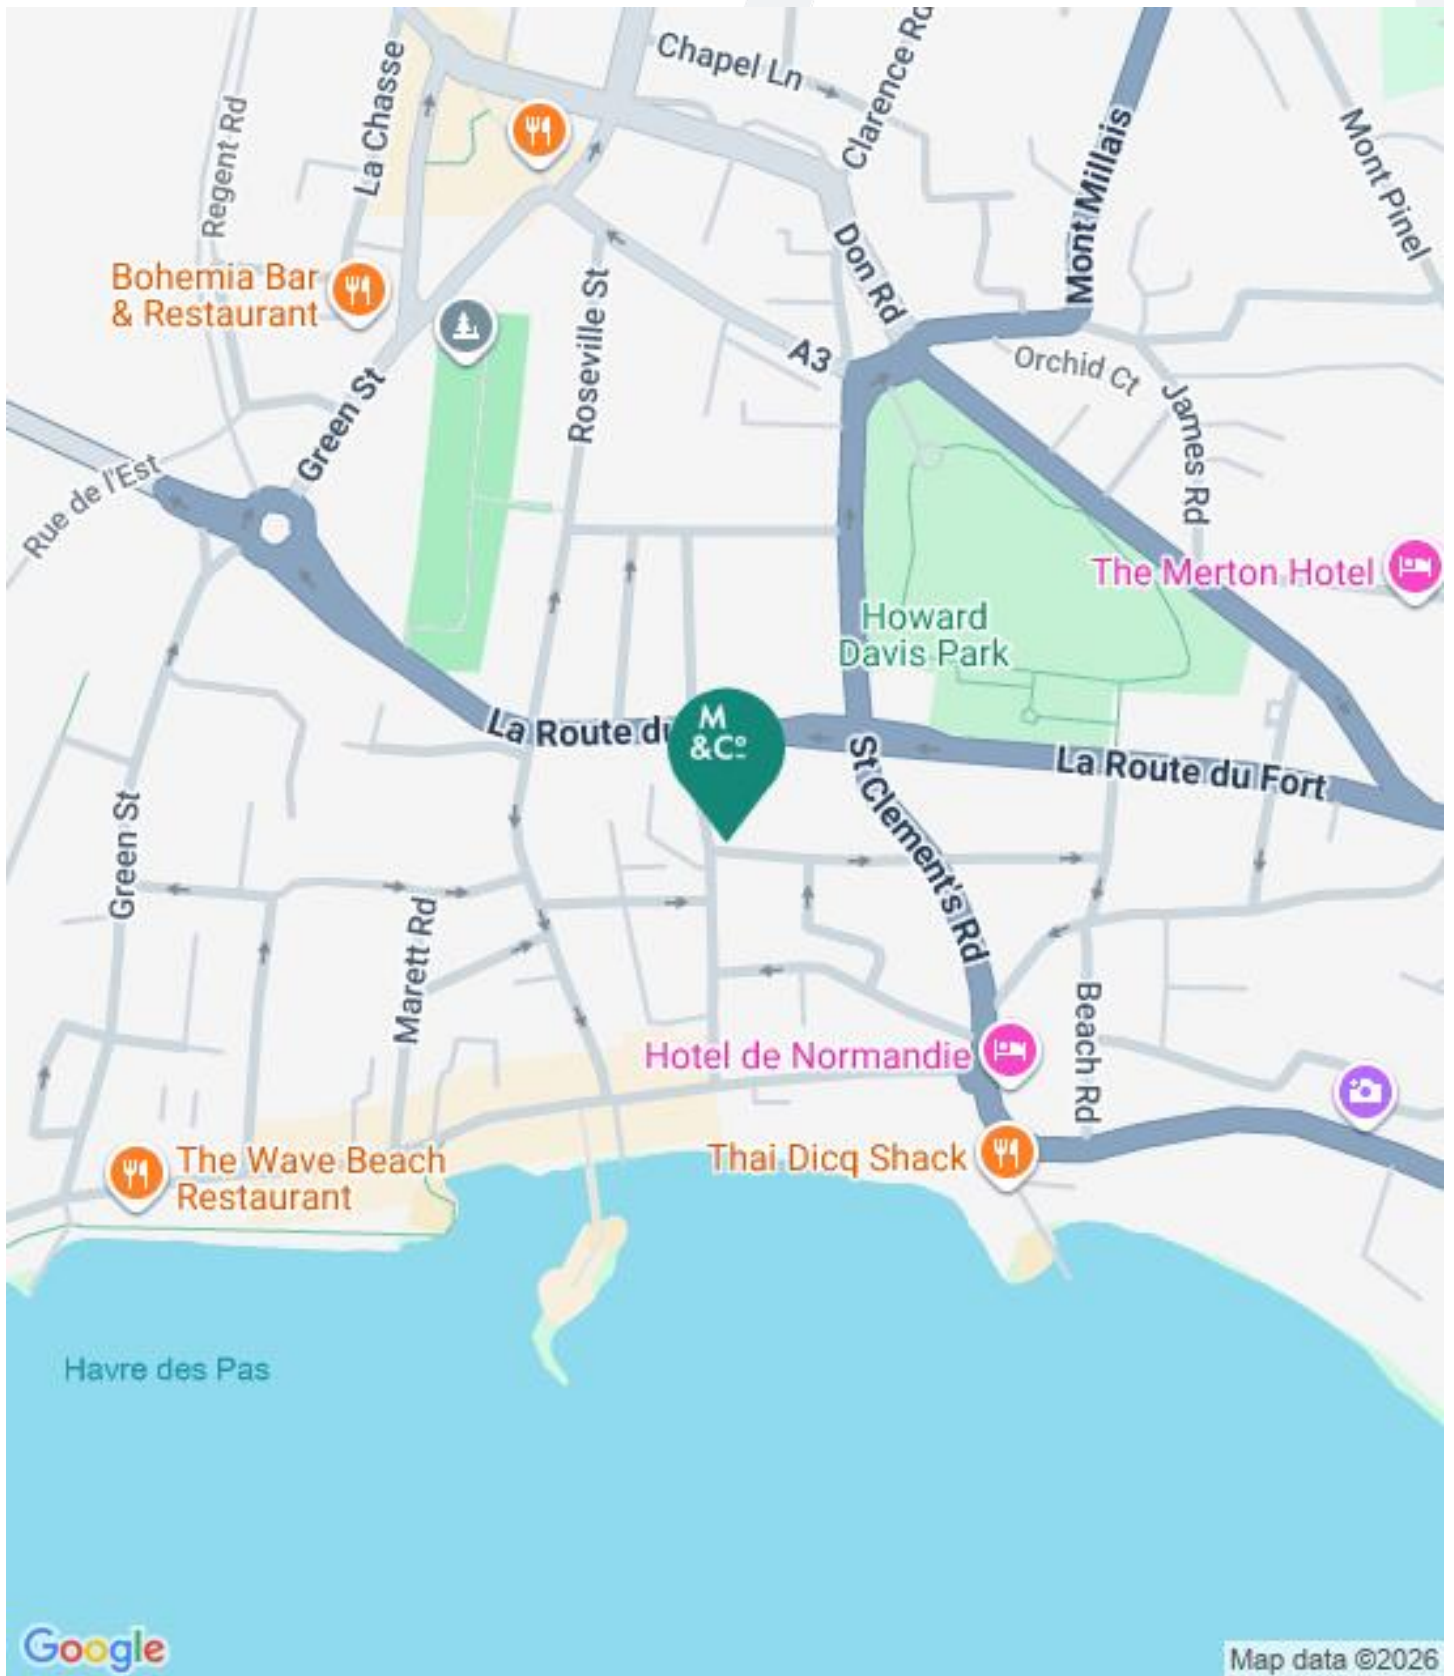 Chapel Ln
Clarence Rd
La Chasse
Regent Rd
Mont Millais
Mont Pinel
Bohemia Bar
& Restaurant
Don Rd
Roseville St
A3
Orchid Ct
James Rd
Green St
Rue de l'Est
The Merton Hotel
Howard
Davis Park
La Route du
M
&Cº
La Route du Fort
St Clement's Rd
Green St
Marett Rd
Beach Rd
Hotel de Normandie
The Wave Beach
Restaurant
Thai Dicq Shack
Havre des Pas
Google
Map data ©2026